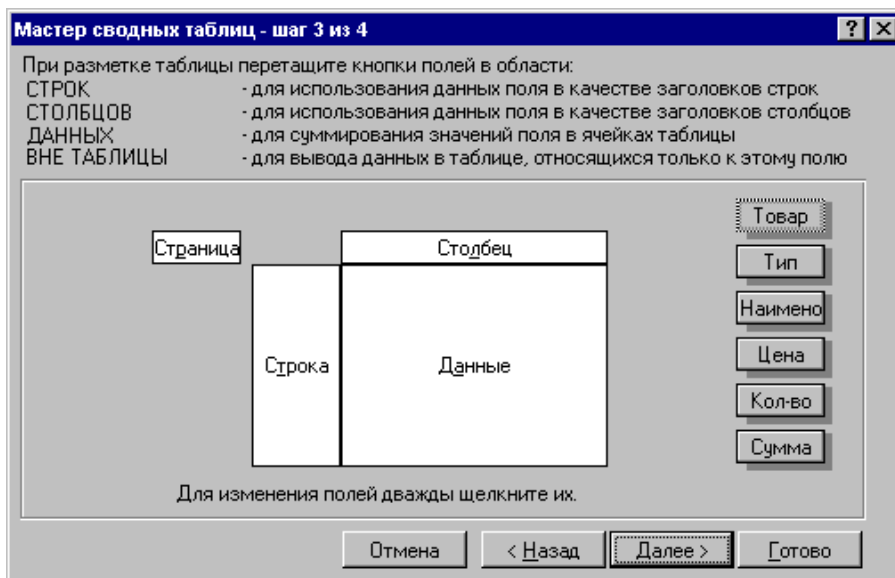 Мастер сводных таблиц - шаг 3 из 4
При разметке таблицы перетащите кнопки полей в области:
СТРОК - для использования данных поля в качестве заголовков строк
СТОЛБЦОВ - для использования данных поля в качестве заголовков столбцов
ДАННЫХ - для суммирования значений поля в ячейках таблицы
ВНЕ ТАБЛИЦЫ - для вывода данных в таблице, относящихся только к этому полю
Страница
Столбец
Строка
Данные
Товар
Тип
Наимено
Цена
Кол-во
Сумма
Для изменения полей дважды щелкните их.
Отмена < Назад Далее > Готово